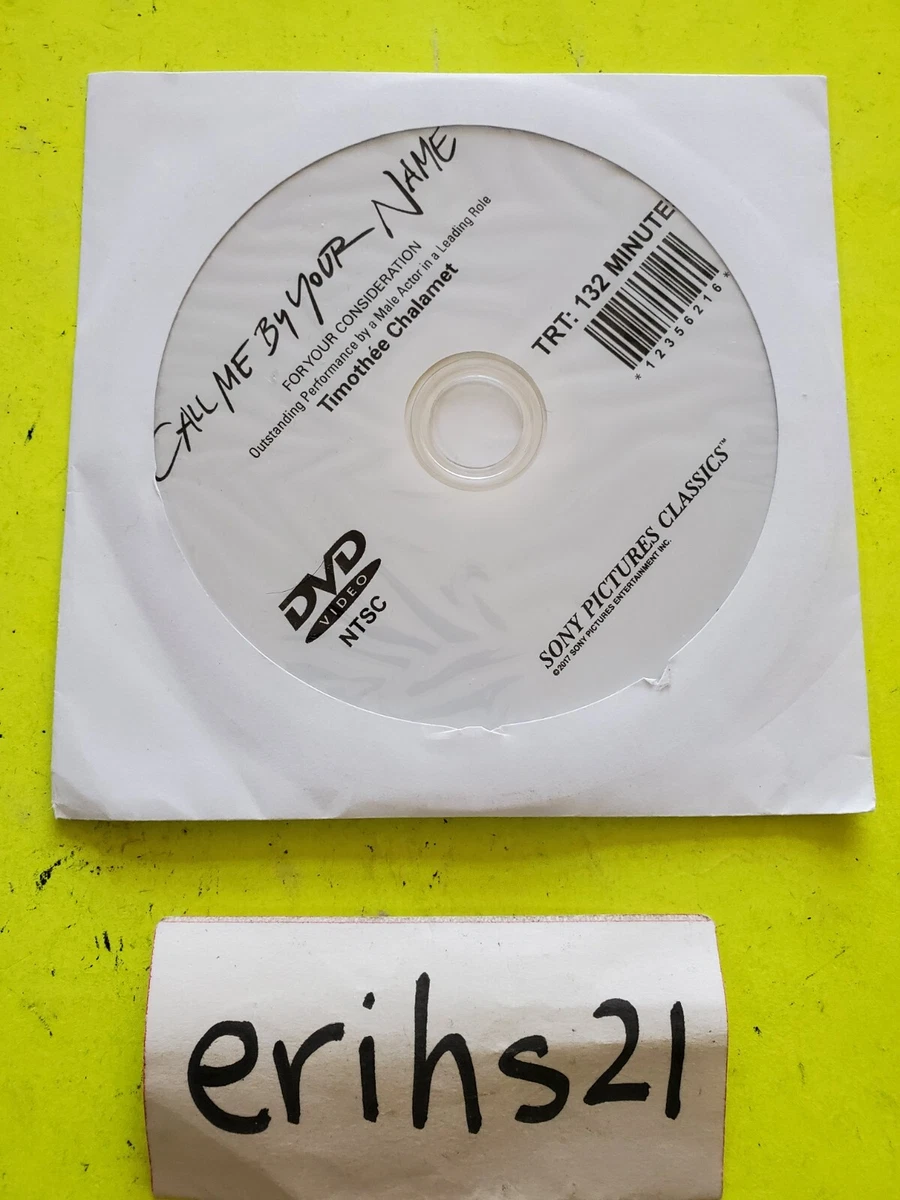 CALL ME BY YOUR NAME
FOR YOUR CONSIDERATION
Outstanding Performance by a Male Actor in a Leading Role
Timothée Chalamet
TRT: 132 MINUTE
* 1 2 3 5 6 2 1 6 *
DVD
VIDEO
NTSC
SONY PICTURES CLASSICS™
©2017 SONY PICTURES ENTERTAINMENT INC.
erihs21